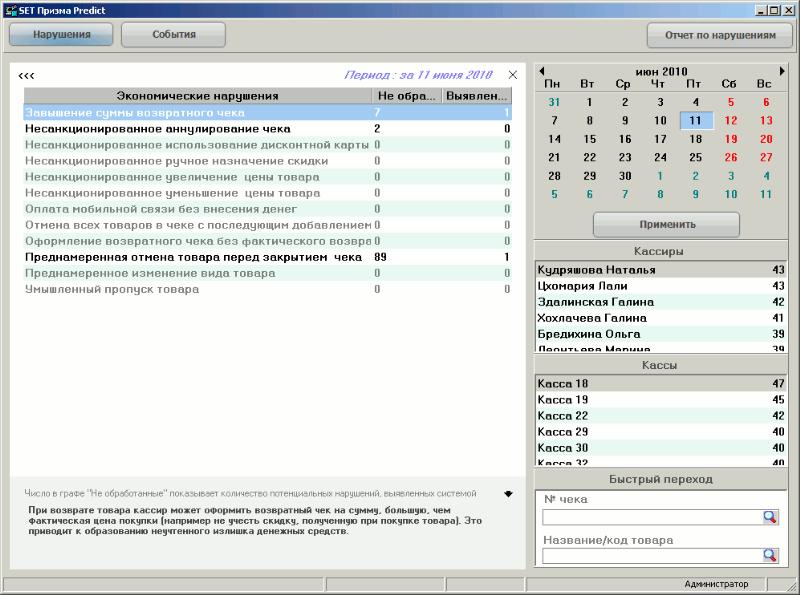 SET Призма Predict
Нарушения
События
Отчет по нарушениям
‹‹‹
Период : за 11 июня 2010
Экономические нарушения Не обра... Выявлен...
Завышение суммы возвратного чека 7 1
Несанкционированное аннулирование чека 2 0
Несанкционированное использование дисконтной карты 0 0
Несанкционированное ручное назначение скидки 0 0
Несанкционированное увеличение цены товара 0 0
Несанкционированное уменьшение цены товара 0 0
Оплата мобильной связи без внесения денег 0 0
Отмена всех товаров в чеке с последующим добавлением 0 0
Оформление возвратного чека без фактического возвра 0 0
Преднамеренная отмена товара перед закрытием чека 89 1
Преднамеренное изменение вида товара 0 0
Умышленный пропуск товара 0 0
Число в графе "Не обработанные" показывает количество потенциальных нарушений, выявленных системой
При возврате товара кассир может оформить возвратный чек на сумму, большую, чем
фактическая цена покупки (например не учесть скидку, полученную при покупке товара). Это
приводит к образованию неучтенного излишка денежных средств.
июн 2010
Пн Вт Ср Чт Пт Сб Вс
31 1 2 3 4 5 6
7 8 9 10 11 12 13
14 15 16 17 18 19 20
21 22 23 24 25 26 27
28 29 30 1 2 3 4
5 6 7 8 9 10 11
Применить
Кассиры
Кудряшова Наталья 43
Цхомария Лали 43
Здалинская Галина 42
Хохлачева Галина 41
Бредихина Ольга 39
Леонтьева Марина 39
Кассы
Касса 18 47
Касса 19 45
Касса 22 42
Касса 29 40
Касса 30 40
Касса 32 40
Быстрый переход
№ чека
Название/код товара
Администратор